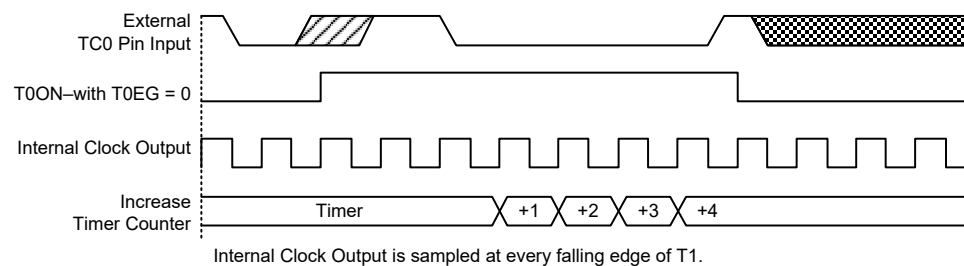 External
TC0 Pin Input
T0ON–with T0EG = 0
Internal Clock Output
Increase
Timer Counter
Timer +1 +2 +3 +4
Internal Clock Output is sampled at every falling edge of T1.